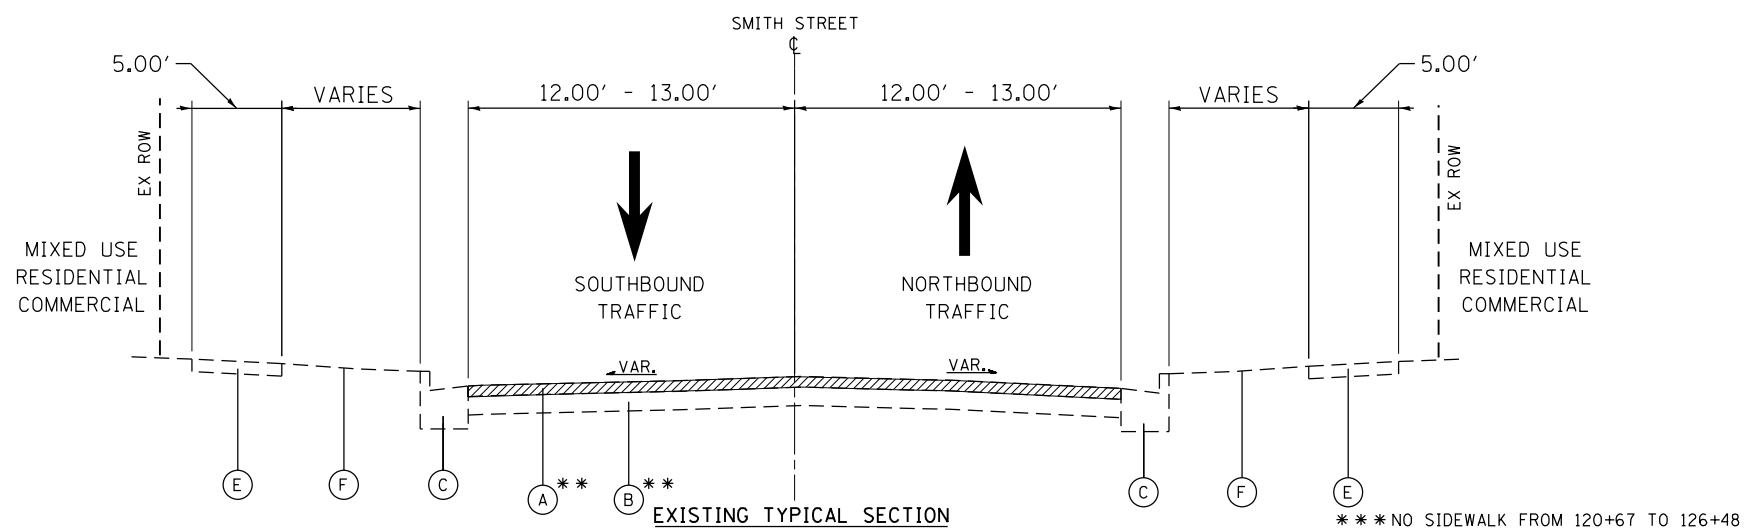 SMITH STREET
℄
5.00'
VARIES
12.00' - 13.00'
12.00' - 13.00'
VARIES
5.00'
EX ROW
EX ROW
MIXED USE
RESIDENTIAL
COMMERCIAL
SOUTHBOUND
TRAFFIC
NORTHBOUND
TRAFFIC
MIXED USE
RESIDENTIAL
COMMERCIAL
VAR.
VAR.
E
F
C
A **
B **
C
F
E
EXISTING TYPICAL SECTION
***NO SIDEWALK FROM 120+67 TO 126+48